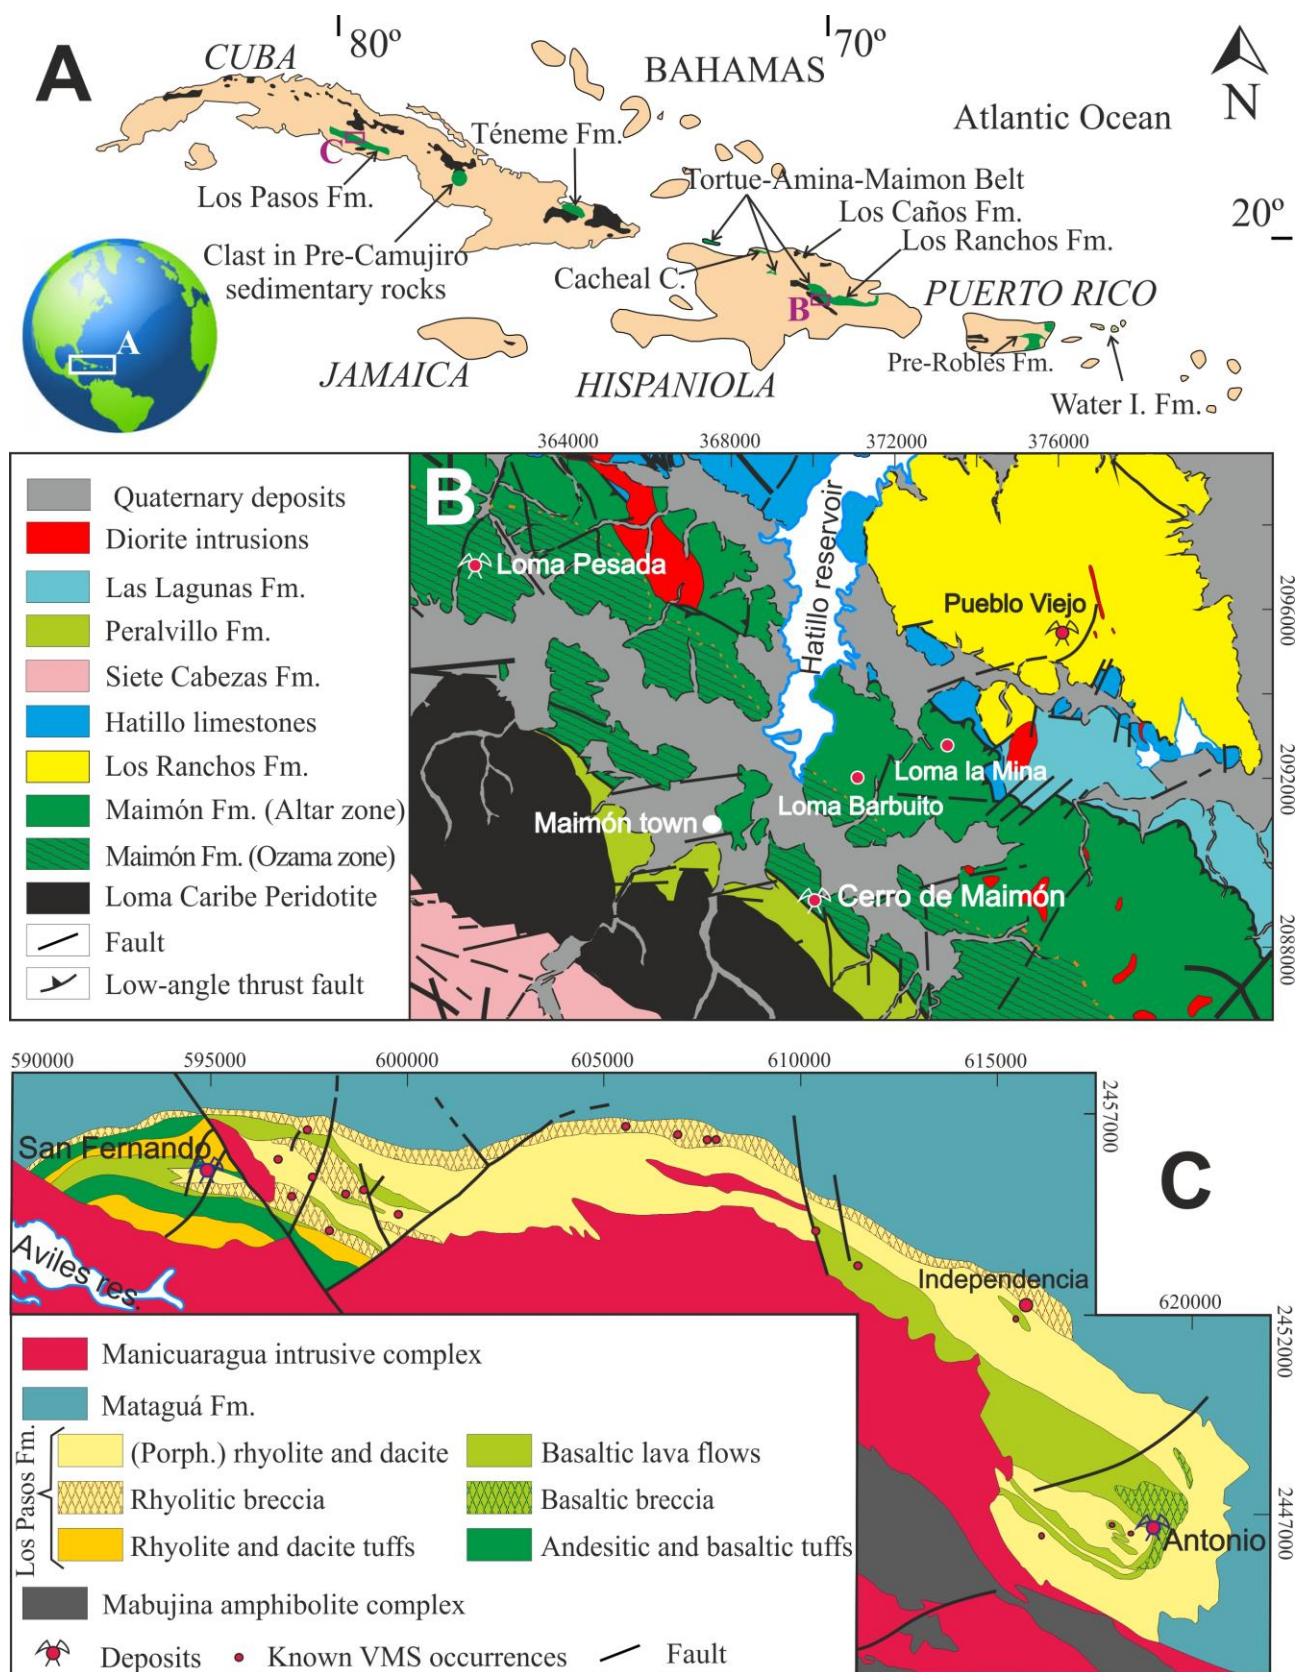 A
CUBA
80º
70º
BAHAMAS
N
Atlantic Ocean
Téneme Fm.
C
Los Pasos Fm.
Tortue-Amina-Maimon Belt
Los Caños Fm.
20º
Los Ranchos Fm.
Clast in Pre-Camujiro
sedimentary rocks
Cacheal C.
B
PUERTO RICO
A
JAMAICA
HISPANIOLA
Pre-Robles Fm.
Water I. Fm.
364000
368000
372000
376000
B
Quaternary deposits
Diorite intrusions
Las Lagunas Fm.
Peralvillo Fm.
Siete Cabezas Fm.
Hatillo limestones
Los Ranchos Fm.
Maimón Fm. (Altar zone)
Maimón Fm. (Ozama zone)
Loma Caribe Peridotite
Fault
Low-angle thrust fault
Loma Pesada
Hatillo reservoir
Pueblo Viejo
2096000
Loma la Mina
Loma Barbuito
2092000
Maimón town
Cerro de Maimón
2088000
590000
595000
600000
605000
610000
615000
2457000
San Fernando
C
Aviles res.
Independencia
620000
2452000
Manicuaragua intrusive complex
Mataguá Fm.
Los Pasos Fm.
(Porph.) rhyolite and dacite
Basaltic lava flows
Rhyolitic breccia
Basaltic breccia
Rhyolite and dacite tuffs
Andesitic and basaltic tuffs
2447000
Antonio
Mabujina amphibolite complex
Deposits
Known VMS occurrences
Fault